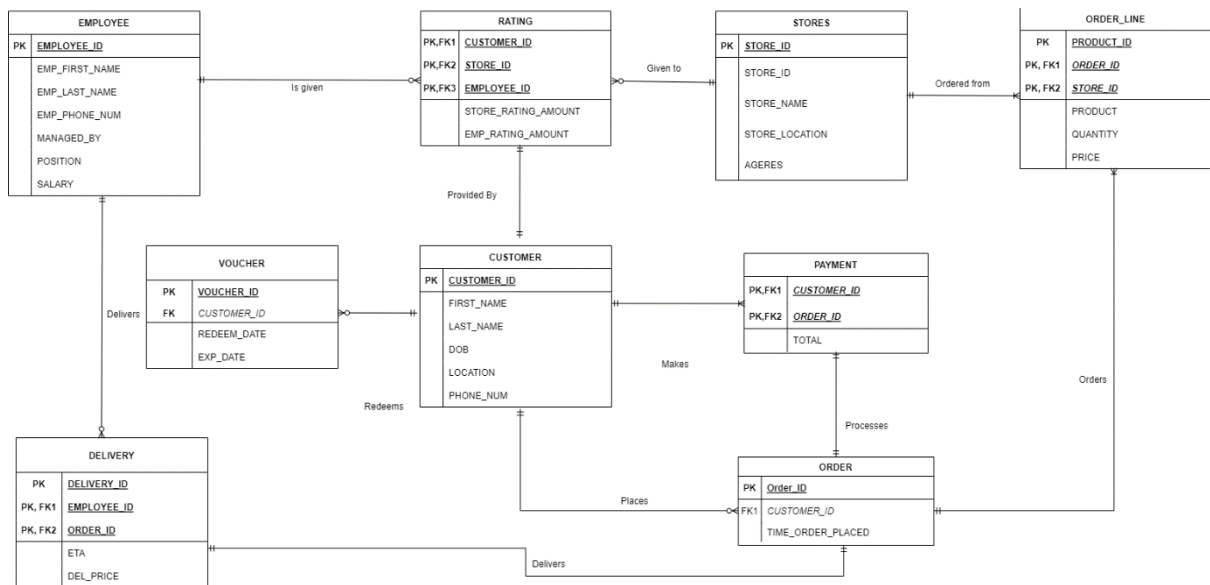 EMPLOYEE
PK EMPLOYEE_ID
EMP_FIRST_NAME
EMP_LAST_NAME
EMP_PHONE_NUM
MANAGED_BY
POSITION
SALARY
Is given
RATING
PK,FK1 CUSTOMER_ID
PK,FK2 STORE_ID
PK,FK3 EMPLOYEE_ID
STORE_RATING_AMOUNT
EMP_RATING_AMOUNT
Given to
STORES
PK STORE_ID
STORE_ID
STORE_NAME
STORE_LOCATION
AGERES
Ordered from
ORDER_LINE
PK PRODUCT_ID
PK, FK1 ORDER_ID
PK, FK2 STORE_ID
PRODUCT
QUANTITY
PRICE
Provided By
Delivers
VOUCHER
PK VOUCHER_ID
FK CUSTOMER_ID
REDEEM_DATE
EXP_DATE
Redeems
CUSTOMER
PK CUSTOMER_ID
FIRST_NAME
LAST_NAME
DOB
LOCATION
PHONE_NUM
Makes
PAYMENT
PK,FK1 CUSTOMER_ID
PK,FK2 ORDER_ID
TOTAL
Orders
Processes
DELIVERY
PK DELIVERY_ID
PK, FK1 EMPLOYEE_ID
PK, FK2 ORDER_ID
ETA
DEL_PRICE
Places
ORDER
PK Order_ID
FK1 CUSTOMER_ID
TIME_ORDER_PLACED
Delivers